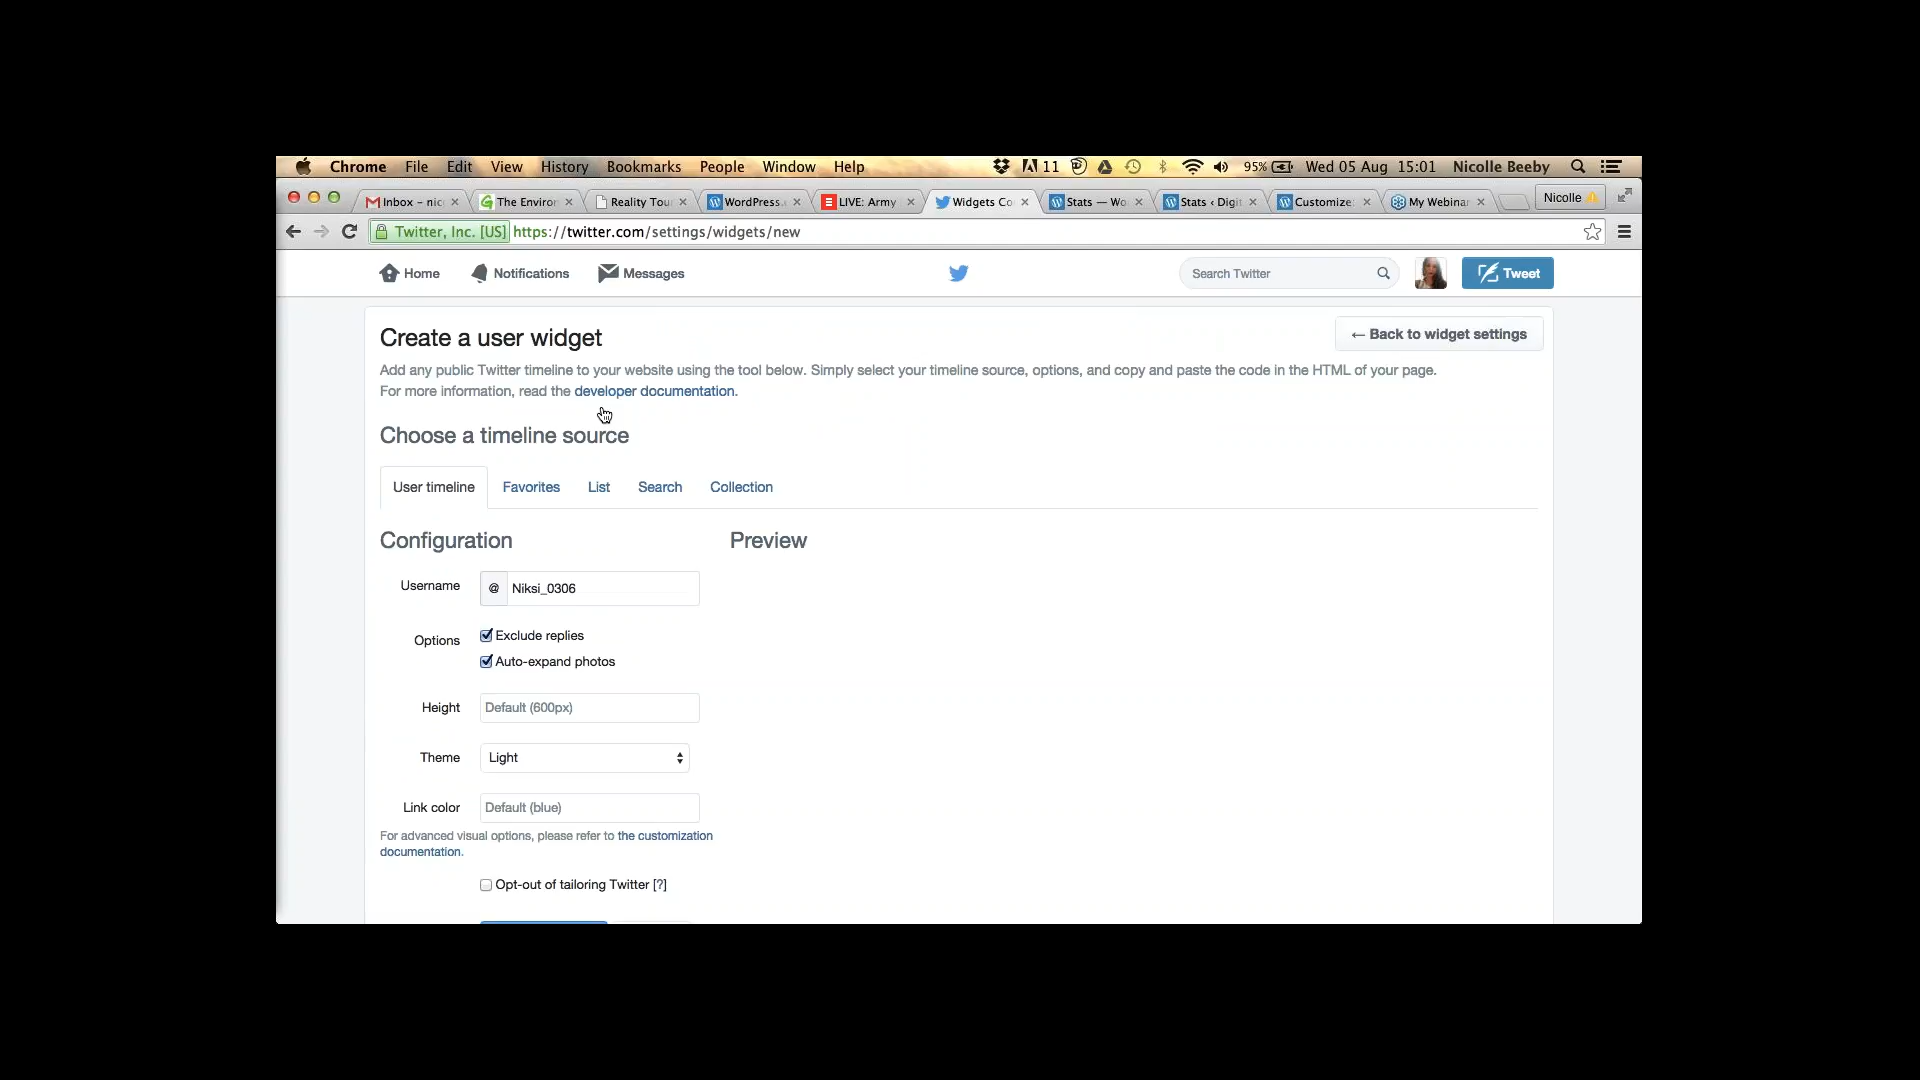 Chrome File Edit View History Bookmarks People Window Help 11 95% Wed 05 Aug 15:01 Nicolle Beeby
Inbox – nic The Environ Reality Tou WordPress. LIVE: Army Widgets Co Stats — Wo Stats ‹ Digit Customize: My Webinar Nicolle
Twitter, Inc. [US] https://twitter.com/settings/widgets/new
Home Notifications Messages Search Twitter Tweet
Create a user widget
← Back to widget settings
Add any public Twitter timeline to your website using the tool below. Simply select your timeline source, options, and copy and paste the code in the HTML of your page.
For more information, read the developer documentation.
Choose a timeline source
User timeline Favorites List Search Collection
Configuration Preview
Username @ Niksi_0306
Options Exclude replies
Auto-expand photos
Height Default (600px)
Theme Light
Link color Default (blue)
For advanced visual options, please refer to the customization
documentation.
Opt-out of tailoring Twitter [?]